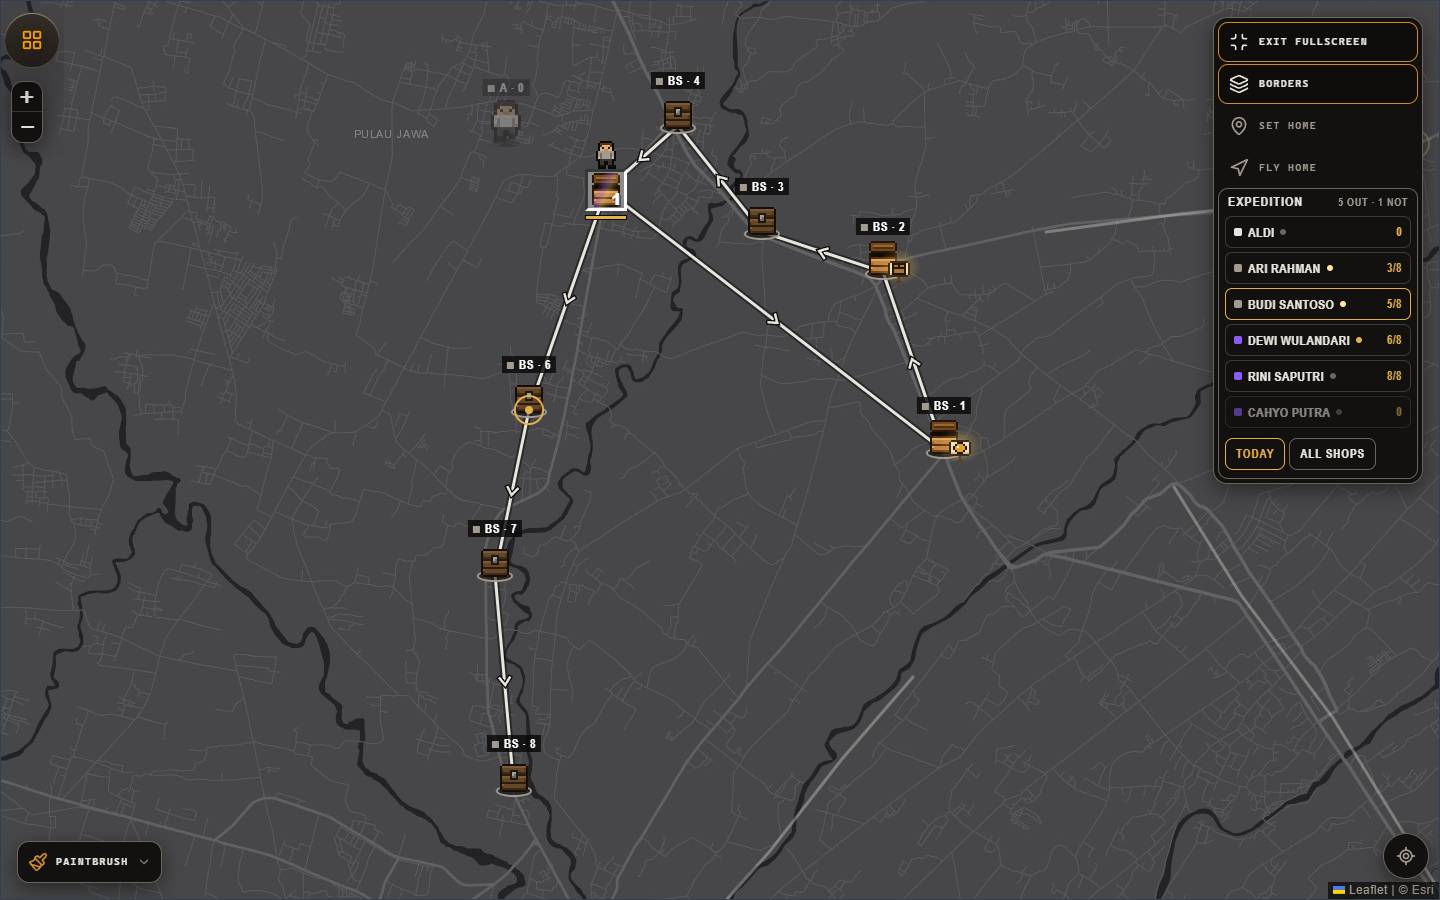 EXIT FULLSCREEN
BORDERS
SET HOME
FLY HOME
EXPEDITION 5 OUT · 1 NOT
ALDI 0
ARI RAHMAN 3/8
BUDI SANTOSO 5/8
DEWI WULANDARI 6/8
RINI SAPUTRI 8/8
CAHYO PUTRA 0
TODAY ALL SHOPS
+
−
BS - 4
A - 0
PULAU JAWA
BS - 3
1
BS - 2
BS - 6
BS - 1
BS - 7
BS - 8
PAINTBRUSH
Leaflet | © Esri